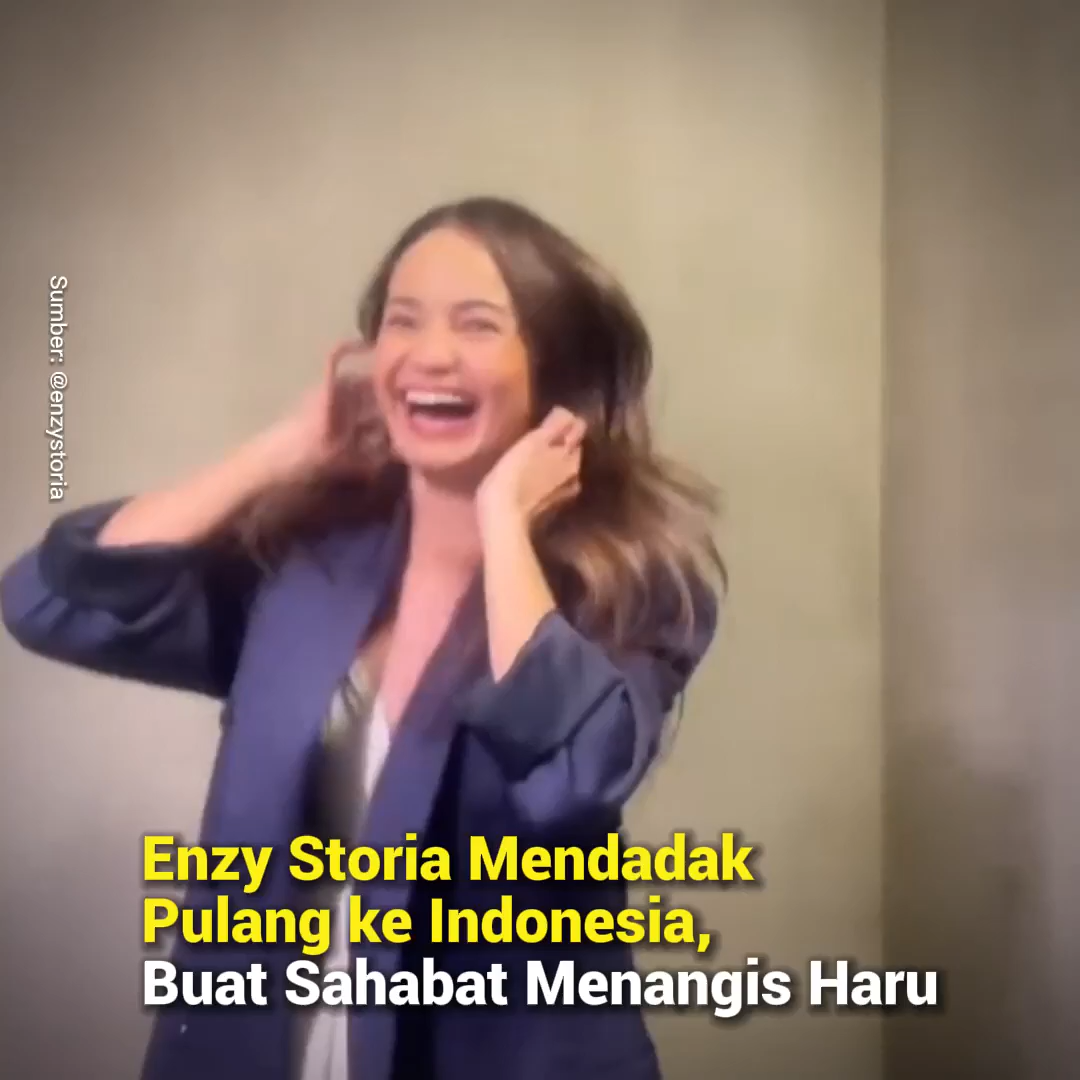 Sumber: @enzystoria
Enzy Storia Mendadak
Pulang ke Indonesia,
Buat Sahabat Menangis Haru